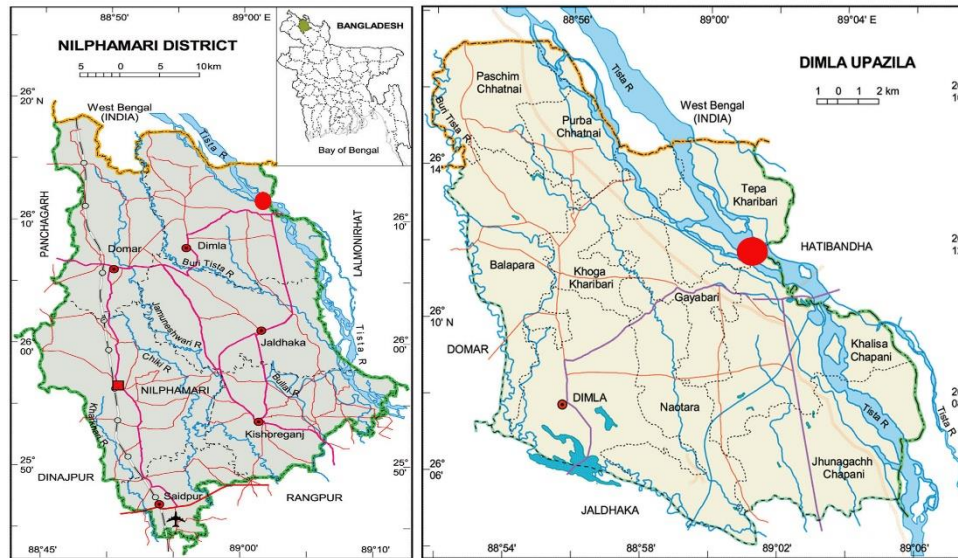 88°50'
89°00' E
NILPHAMARI DISTRICT
5 0 5 10km
BANGLADESH
Bay of Bengal
26°
20' N
26°
10'
26°
00'
25°
50'
West Bengal
(INDIA)
Tista R
PANCHAGARH
LALMONIRHAT
Domar
Dimla
Buri Tista R
Jamuneshwari R
Chiki R
Jaldhaka
Tista R
Bullai R
NILPHAMARI
Kishoreganj
DINAJPUR
Saidpur
RANGPUR
26°
10'
26°
00'
25°
50'
88°45'
89°00'
89°10'
88°56'
89°00'
89°04' E
DIMLA UPAZILA
1 0 1 2 km
Paschim
Chhatnai
Buri Tista R
Purba
Chhatnai
Tista R
West Bengal
(INDIA)
26°
14'
Tepa
Kharibari
HATIBANDHA
Balapara
Khoga
Kharibari
Gayabari
26°
10' N
DOMAR
Khalisa
Chapani
DIMLA
Naotara
Tista R
Tista R
26°
06'
Jhunagachh
Chapani
JALDHAKA
88°54'
88°58'
89°02'
89°06'